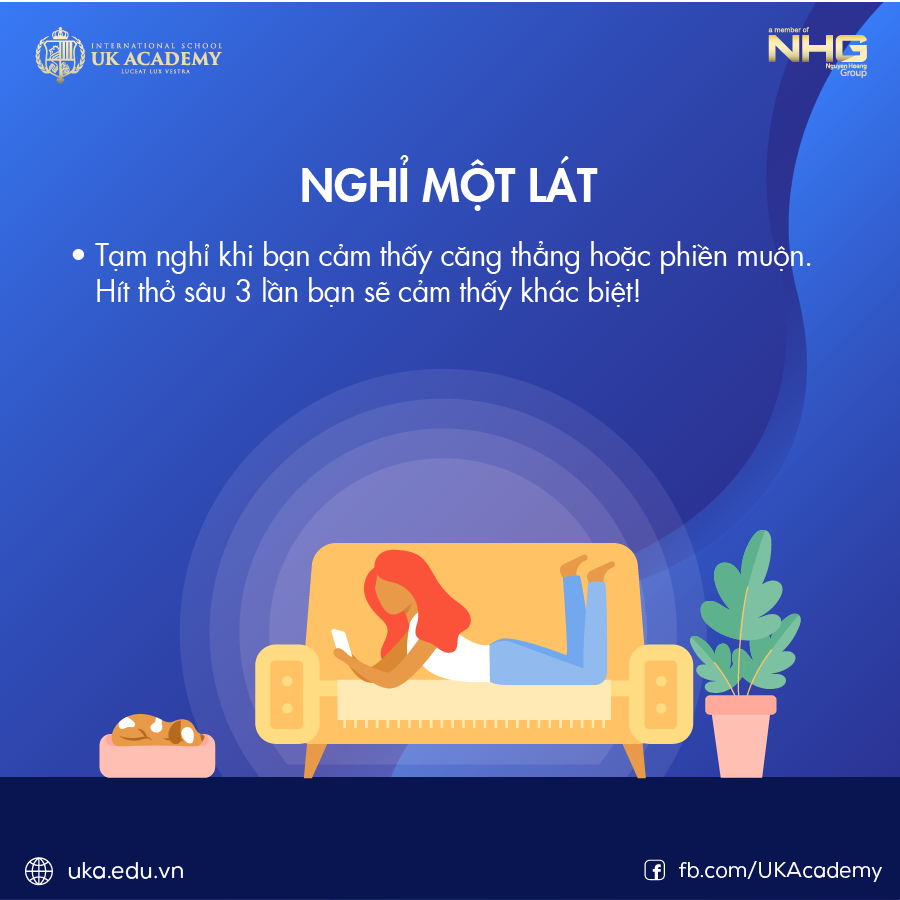 INTERNATIONAL SCHOOL
UK ACADEMY
LUCEAT LUX VESTRA
a member of
NHG
Nguyen Hoang
Group
NGHỈ MỘT LÁT
• Tạm nghỉ khi bạn cảm thấy căng thẳng hoặc phiền muộn.
Hít thở sâu 3 lần bạn sẽ cảm thấy khác biệt!
uka.edu.vn
fb.com/UKAcademy